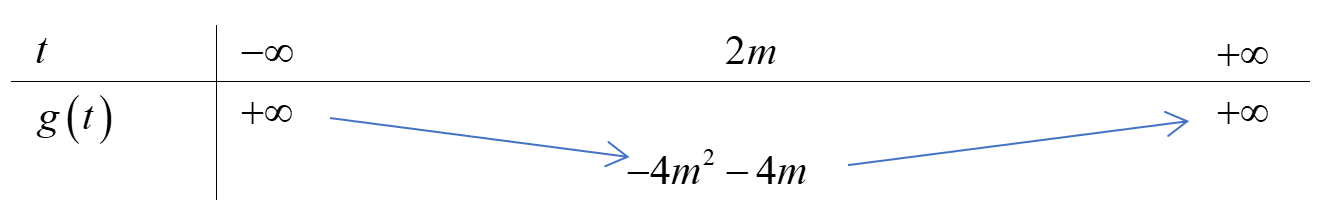 t −∞ 2m +∞
g(t) +∞ +∞
−4m² − 4m